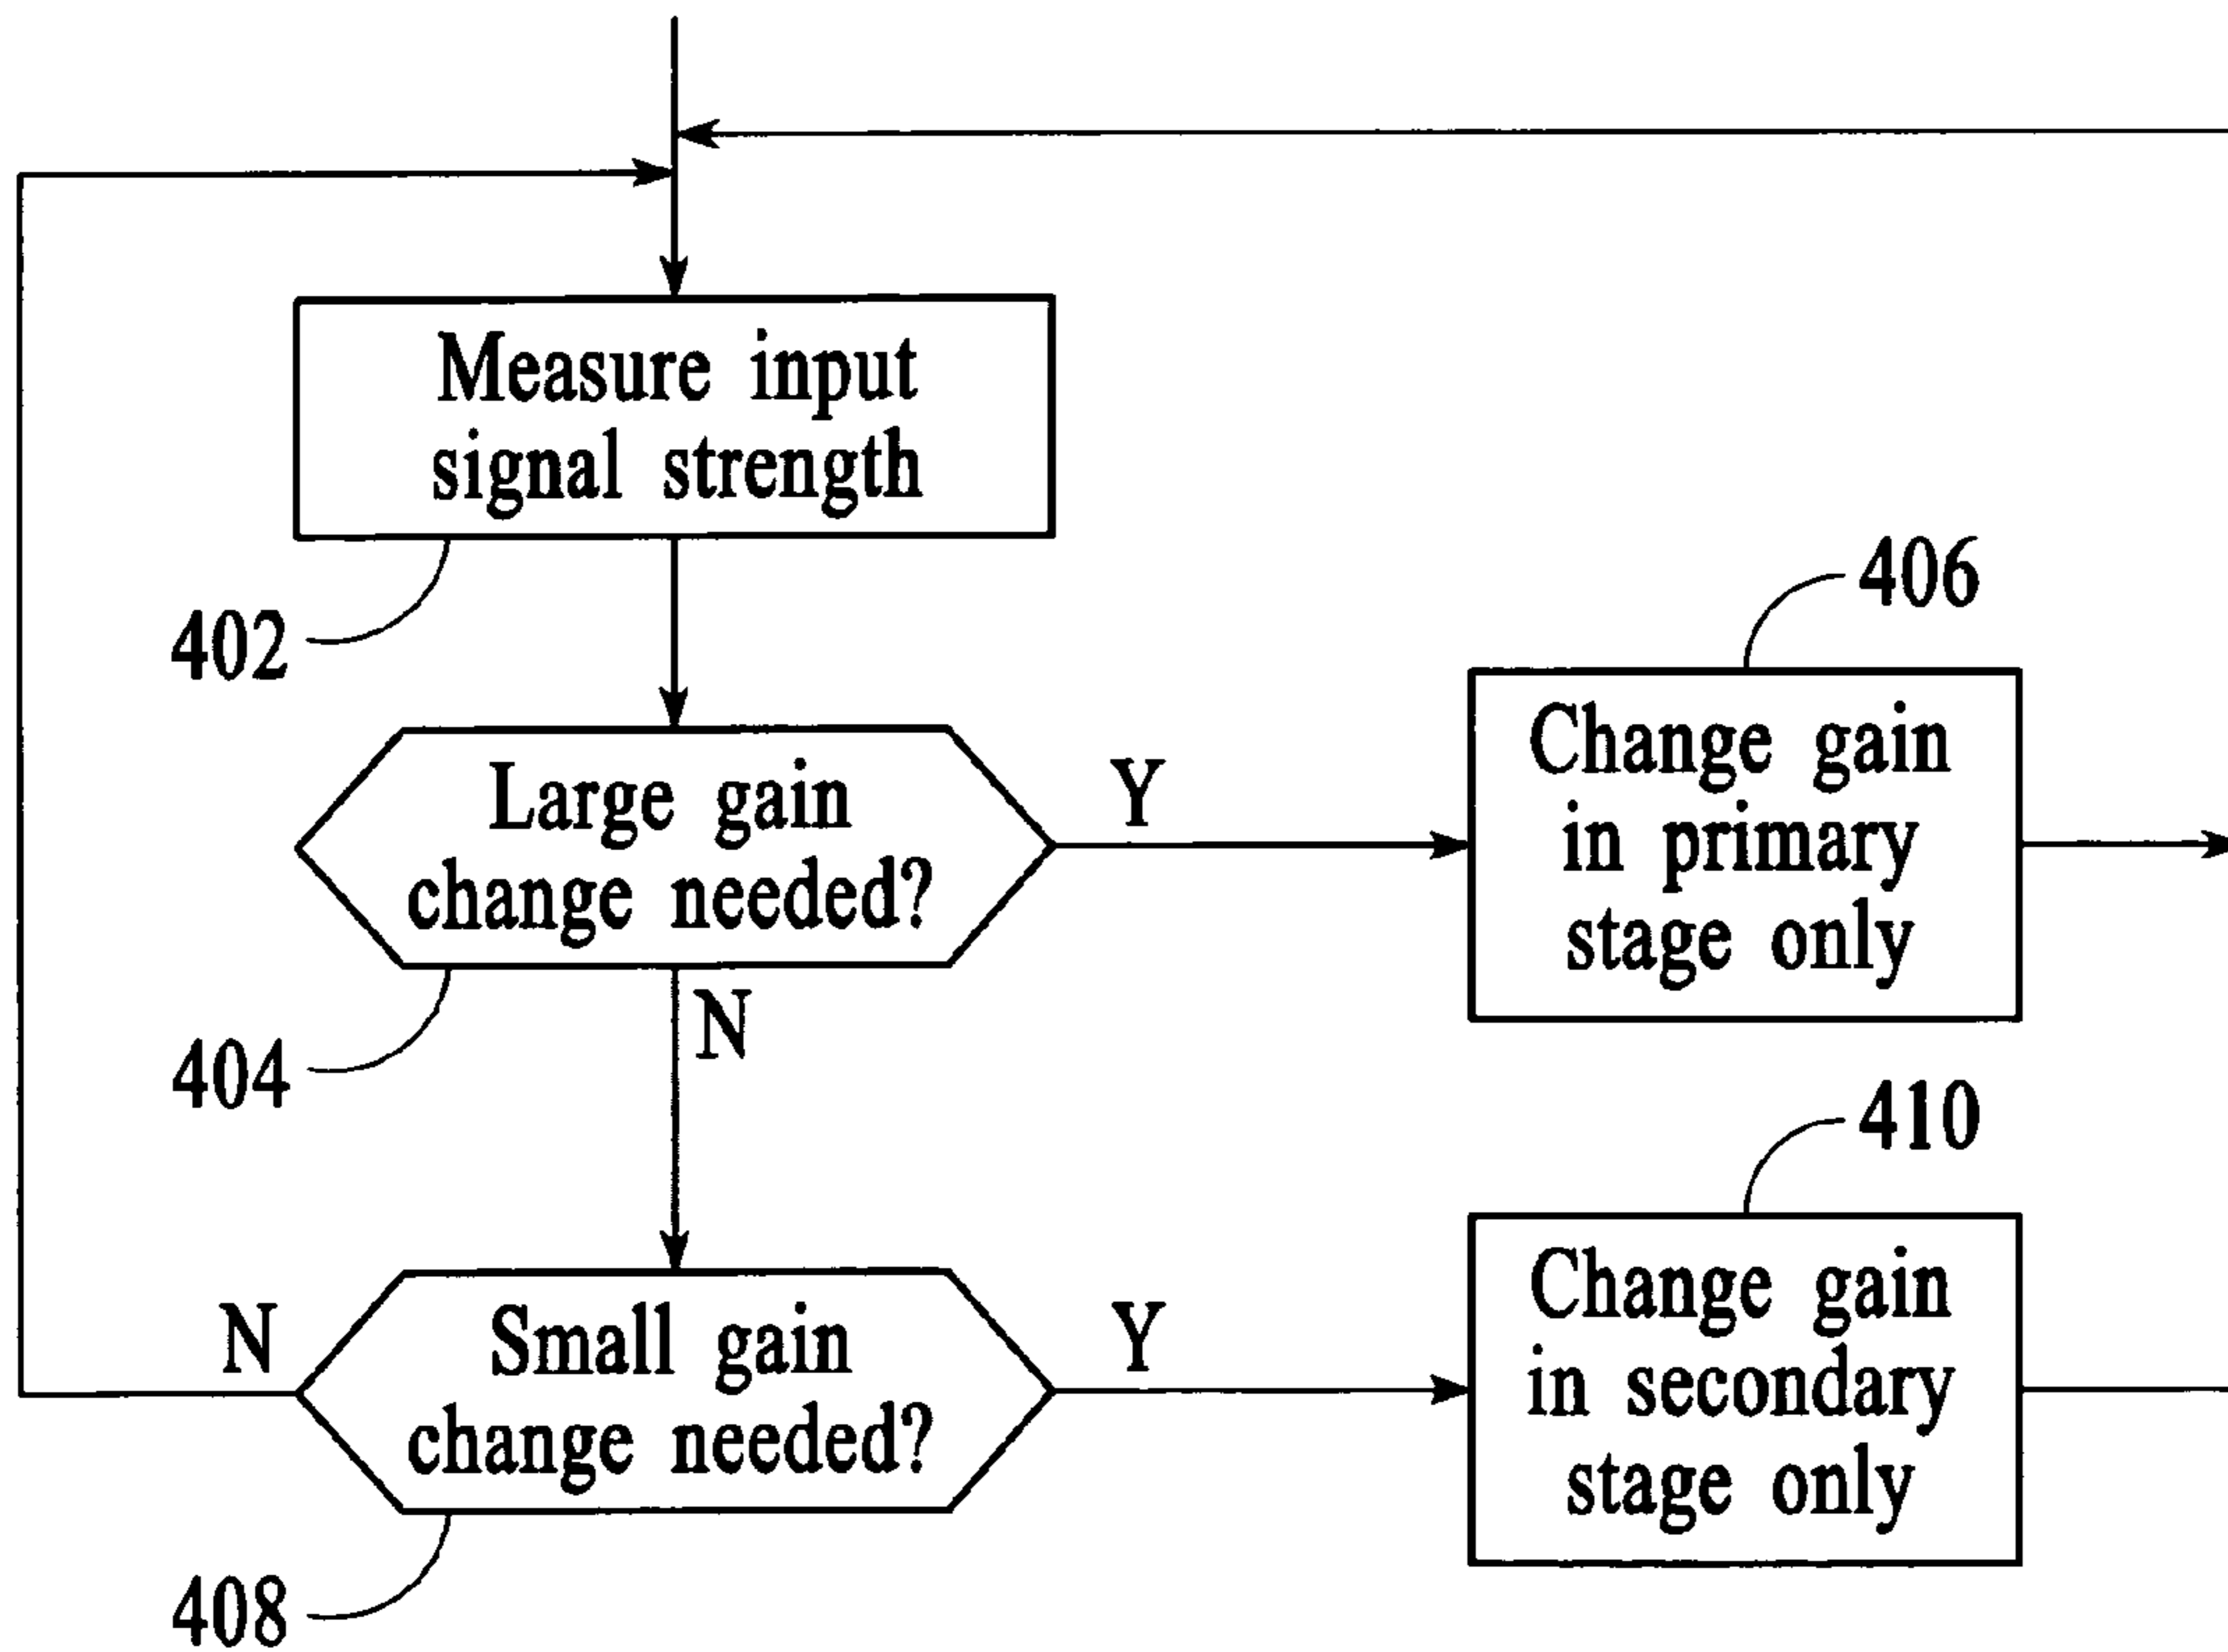 Measure input
signal strength
402
406
Large gain
change needed?
Y
Change gain
in primary
stage only
N
404
410
N
Small gain
change needed?
Y
Change gain
in secondary
stage only
408